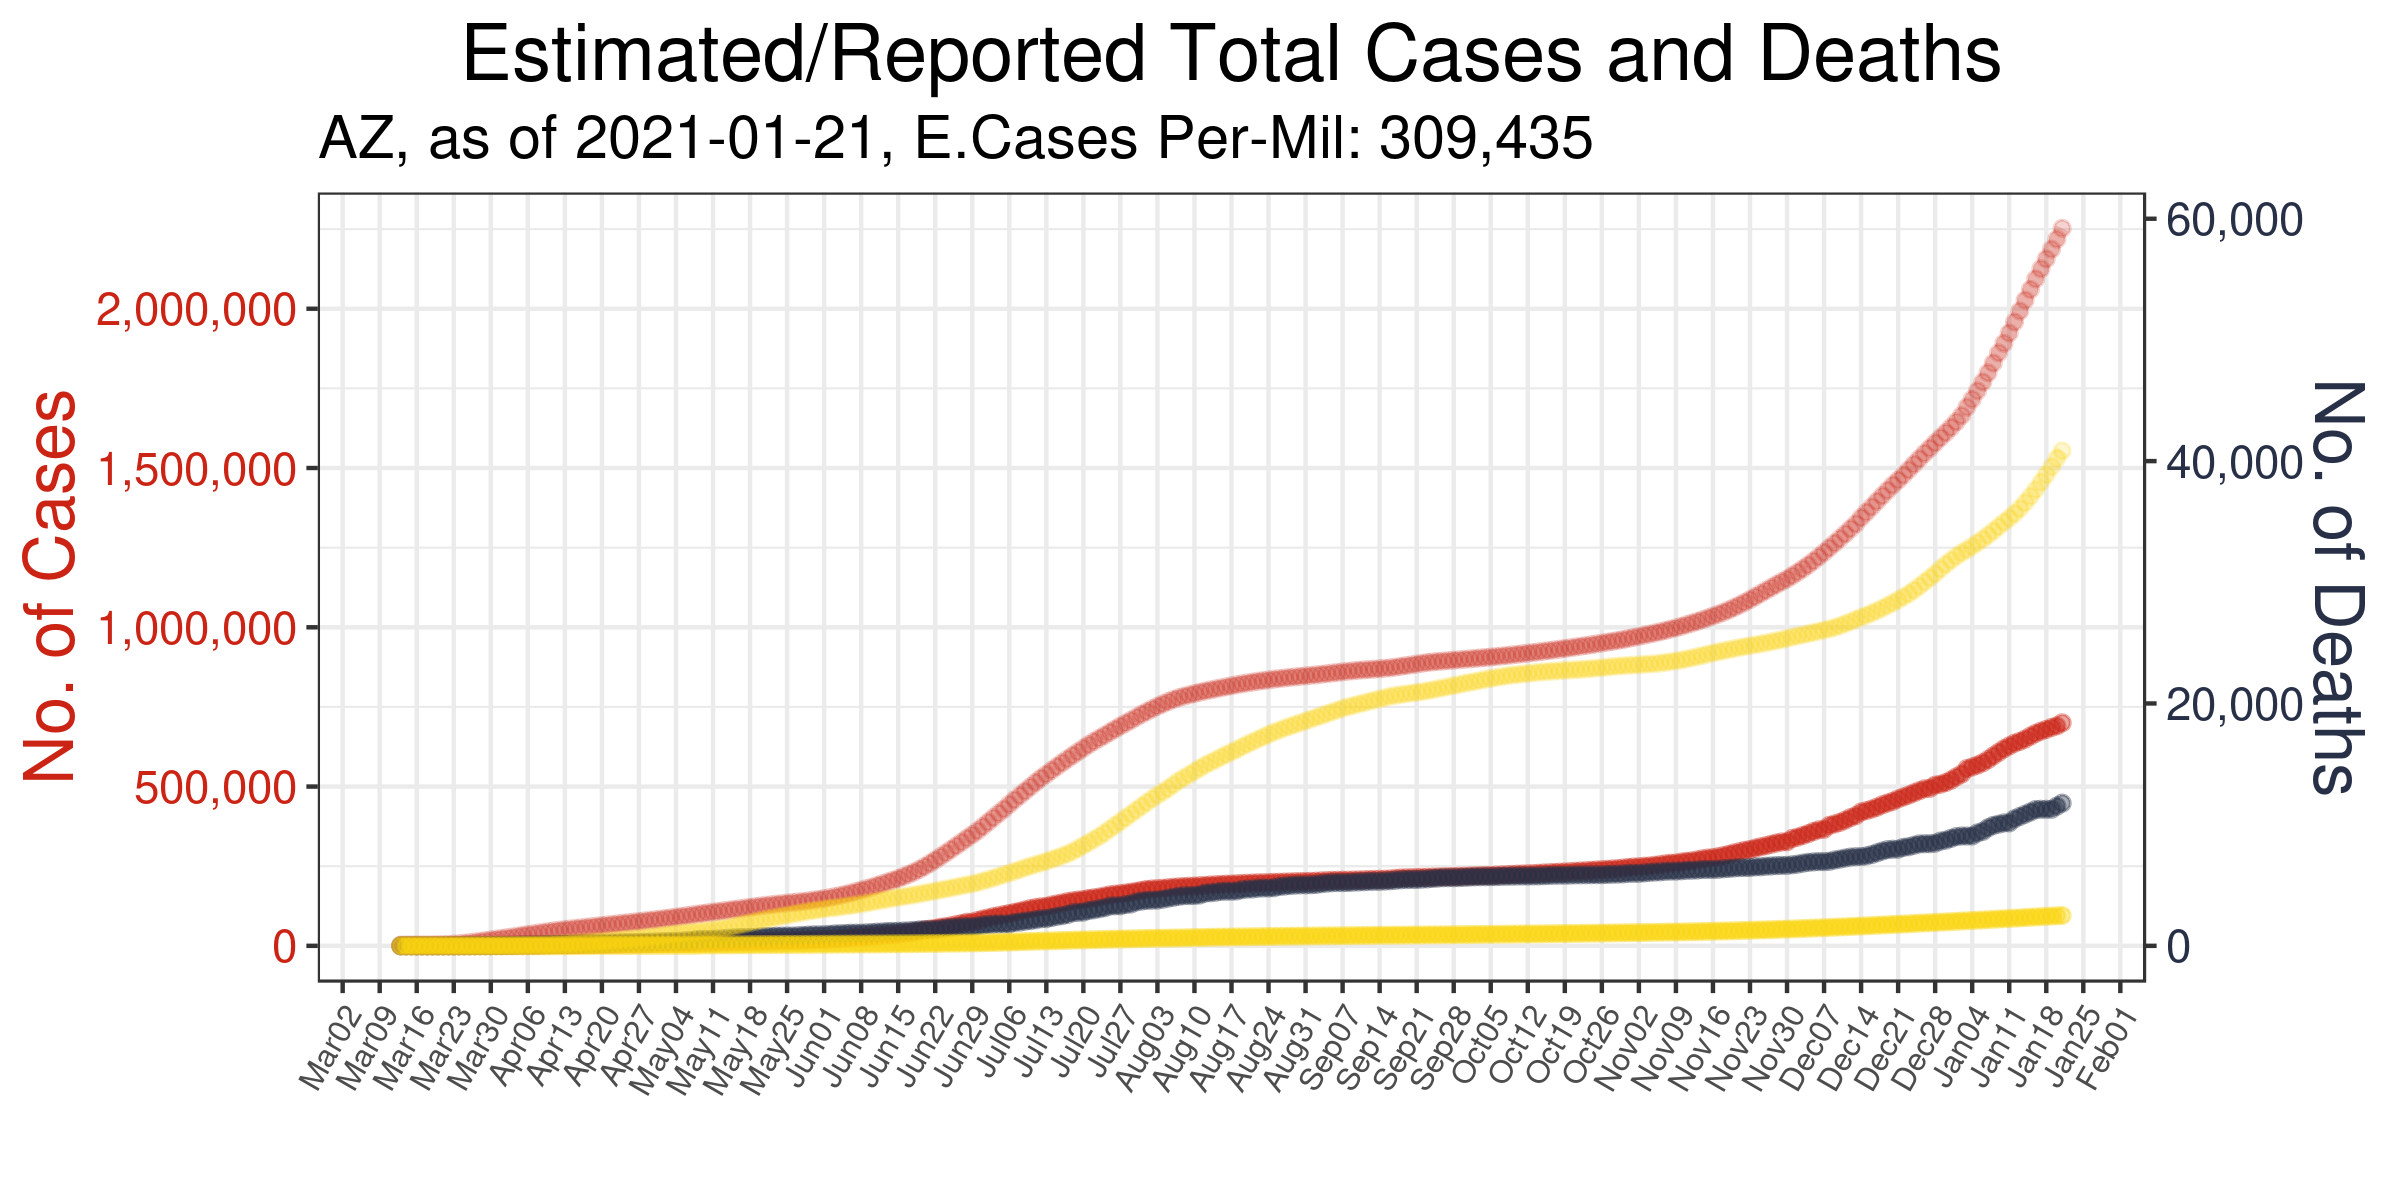 Estimated/Reported Total Cases and Deaths
AZ, as of 2021-01-21, E.Cases Per-Mil: 309,435
No. of Cases
2,000,000
1,500,000
1,000,000
500,000
0
60,000
40,000
20,000
0
No. of Deaths
Mar02
Mar09
Mar16
Mar23
Mar30
Apr06
Apr13
Apr20
Apr27
May04
May11
May18
May25
Jun01
Jun08
Jun15
Jun22
Jun29
Jul06
Jul13
Jul20
Jul27
Aug03
Aug10
Aug17
Aug24
Aug31
Sep07
Sep14
Sep21
Sep28
Oct05
Oct12
Oct19
Oct26
Nov02
Nov09
Nov16
Nov23
Nov30
Dec07
Dec14
Dec21
Dec28
Jan04
Jan11
Jan18
Jan25
Feb01